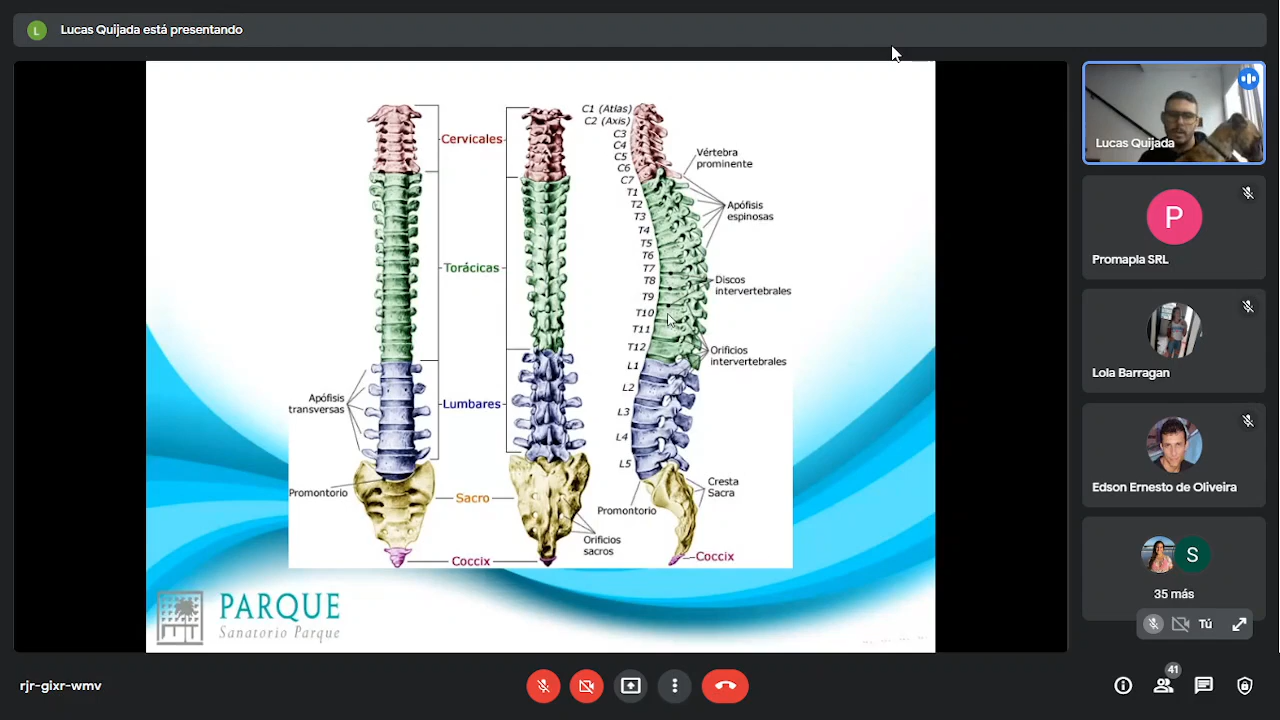 Lucas Quijada está presentando
L
C1 (Atlas)
C2 (Axis)
C3
C4
C5
C6
C7
T1
T2
T3
T4
T5
T6
T7
T8
T9
T10
T11
T12
L1
L2
L3
L4
L5
Cervicales
Torácicas
Lumbares
Sacro
Coccix
Vértebra
prominente
Apófisis
espinosas
Discos
intervertebrales
Orificios
intervertebrales
Apófisis
transversas
Promontorio
Promontorio
Cresta
Sacra
Orificios
sacros
Coccix
PARQUE
Sanatorio Parque
Lucas Quijada
P
Promapla SRL
Lola Barragan
Edson Ernesto de Oliveira
S
35 más
Tú
rjr-gixr-wmv
41